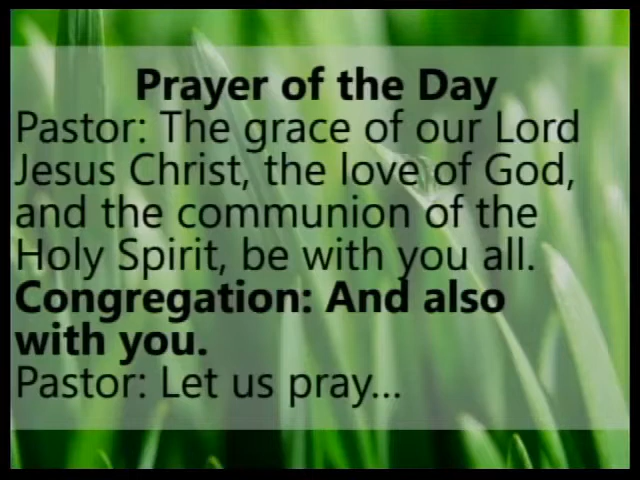 Prayer of the Day
Pastor: The grace of our Lord
Jesus Christ, the love of God,
and the communion of the
Holy Spirit, be with you all.
Congregation: And also
with you.
Pastor: Let us pray...